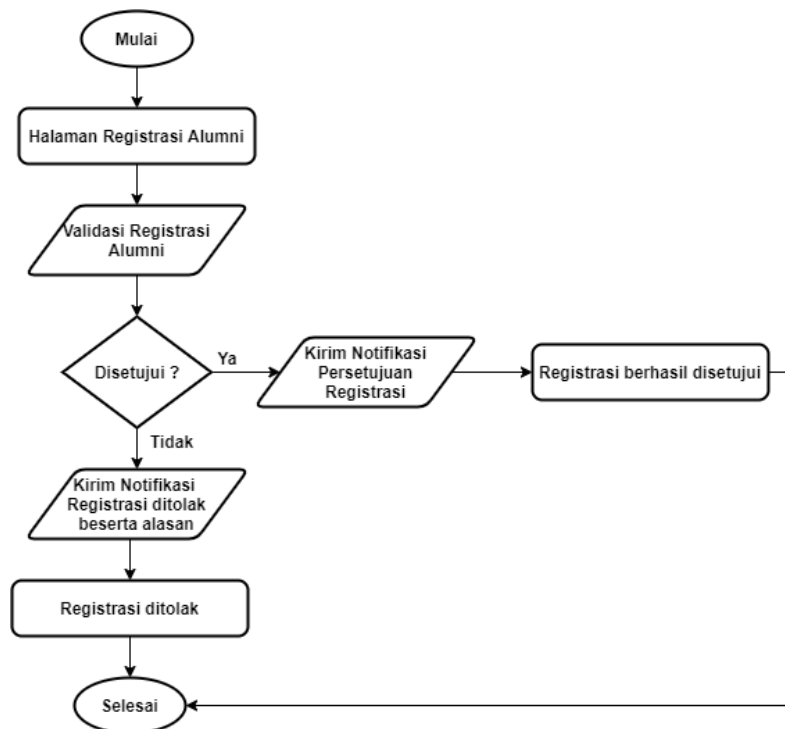 Mulai
Halaman Registrasi Alumni
Validasi Registrasi
Alumni
Disetujui ?
Ya
Kirim Notifikasi
Persetujuan
Registrasi
Registrasi berhasil disetujui
Tidak
Kirim Notifikasi
Registrasi ditolak
beserta alasan
Registrasi ditolak
Selesai